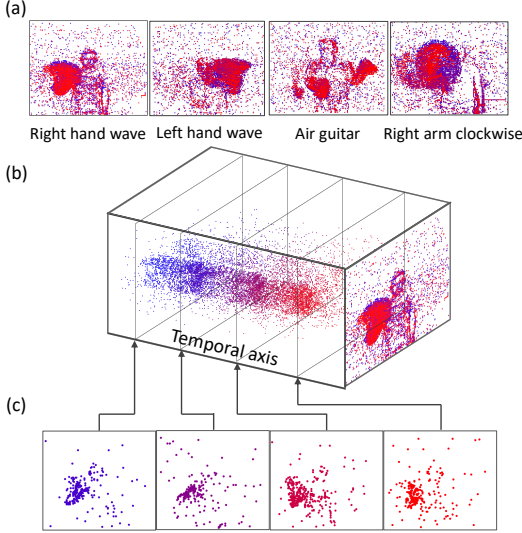 (a)
Right hand wave
Left hand wave
Air guitar
Right arm clockwise
(b)
Temporal axis
(c)